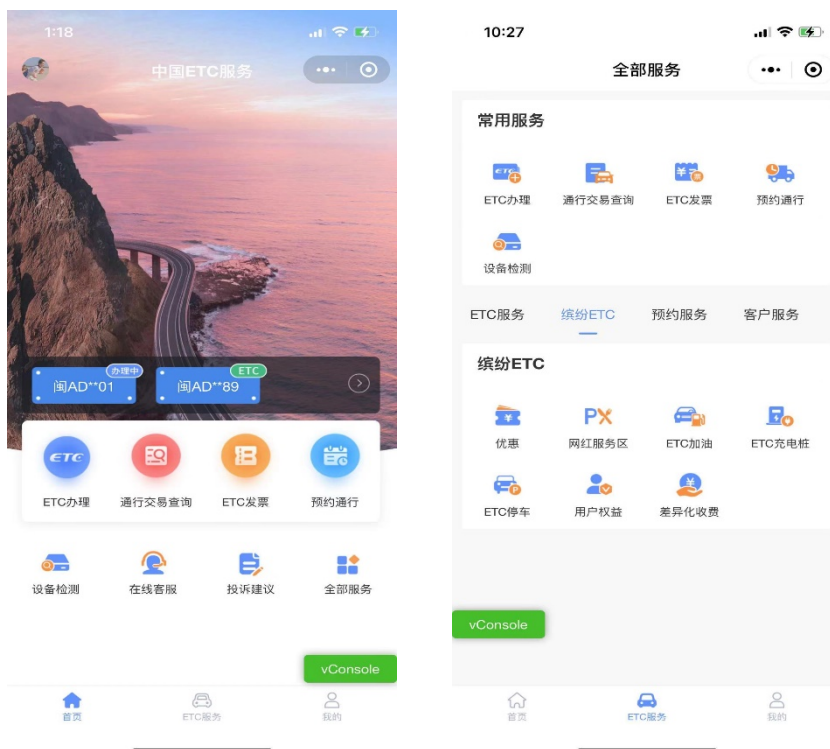 1:18
中国ETC服务
办理中
ETC
闽AD**01
闽AD**89
ETC
ETC办理
通行交易查询
ETC发票
预约通行
设备检测
在线客服
投诉建议
全部服务
vConsole
首页
ETC服务
我的
10:27
全部服务
常用服务
ETC
ETC办理
通行交易查询
ETC发票
预约通行
设备检测
ETC服务
缤纷ETC
预约服务
客户服务
缤纷ETC
优惠
网红服务区
ETC加油
ETC充电桩
ETC停车
用户权益
差异化收费
vConsole
首页
ETC服务
我的